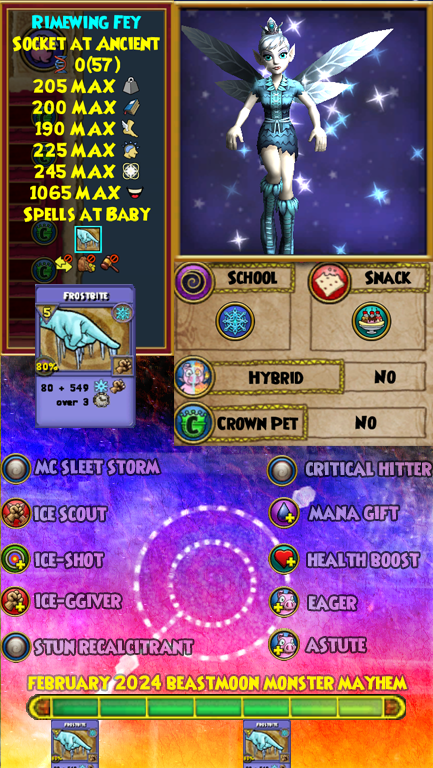 RIMEWING FEY
SOCKET AT ANCIENT
0(57)
205 MAX
200 MAX
190 MAX
225 MAX
245 MAX
1065 MAX
SPELLS AT BABY
FROSTBITE
5
80%
80 + 549
over 3
SCHOOL
SNACK
HYBRID
NO
CROWN PET
NO
MC SLEET STORM
CRITICAL HITTER
ICE SCOUT
MANA GIFT
ICE-SHOT
HEALTH BOOST
ICE-GGIVER
EAGER
STUN RECALCITRANT
ASTUTE
FEBRUARY 2024 BEASTMOON MONSTER MAYHEM
FROSTBITE
FROSTBITE